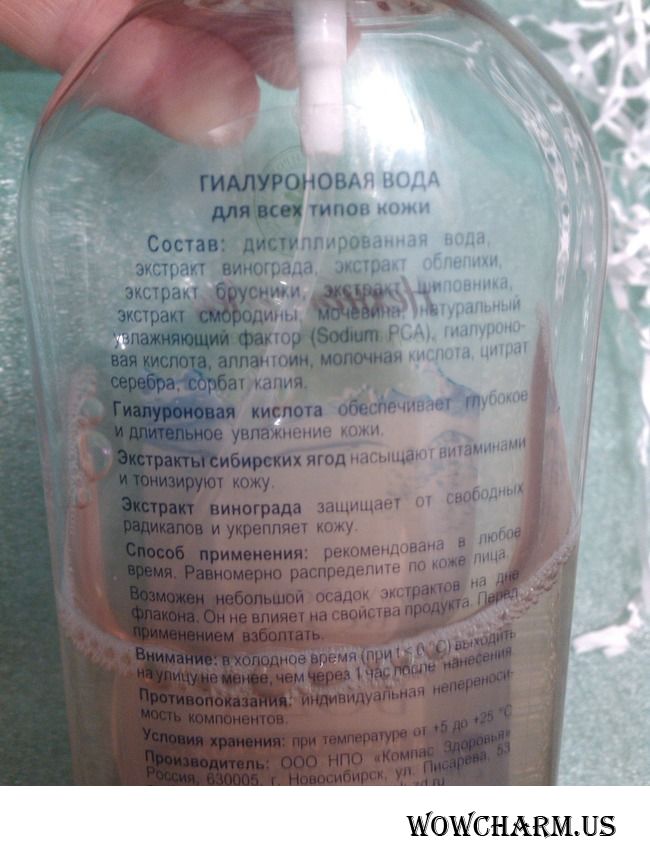 ГИАЛУРОНОВАЯ ВОДА
для всех типов кожи
Состав: дистиллированная вода,
экстракт винограда, экстракт облепихи,
экстракт брусники, экстракт шиповника,
экстракт смородины, мочевина, натуральный
увлажняющий фактор (Sodium PCA), гиалуроно-
вая кислота, аллантоин, молочная кислота, цитрат
серебра, сорбат калия.
Гиалуроновая кислота обеспечивает глубокое
и длительное увлажнение кожи.
Экстракты сибирских ягод насыщают витаминами
и тонизируют кожу.
Экстракт винограда защищает от свободных
радикалов и укрепляет кожу.
Способ применения: рекомендована в любое
время. Равномерно распределите по коже лица.
Возможен небольшой осадок экстрактов на дне
флакона. Он не влияет на свойства продукта. Перед
применением взболтать.
Внимание: в холодное время (при t ≤ 6 °C) выходить
на улицу не менее, чем через 1 час после нанесения.
Противопоказания: индивидуальная непереноси-
мость компонентов.
Условия хранения: при температуре от +5 до +25 °C
Производитель: ООО НПО «Компас Здоровья»
Россия, 630005, г. Новосибирск, ул. Писарева, 53
WOWCHARM.US